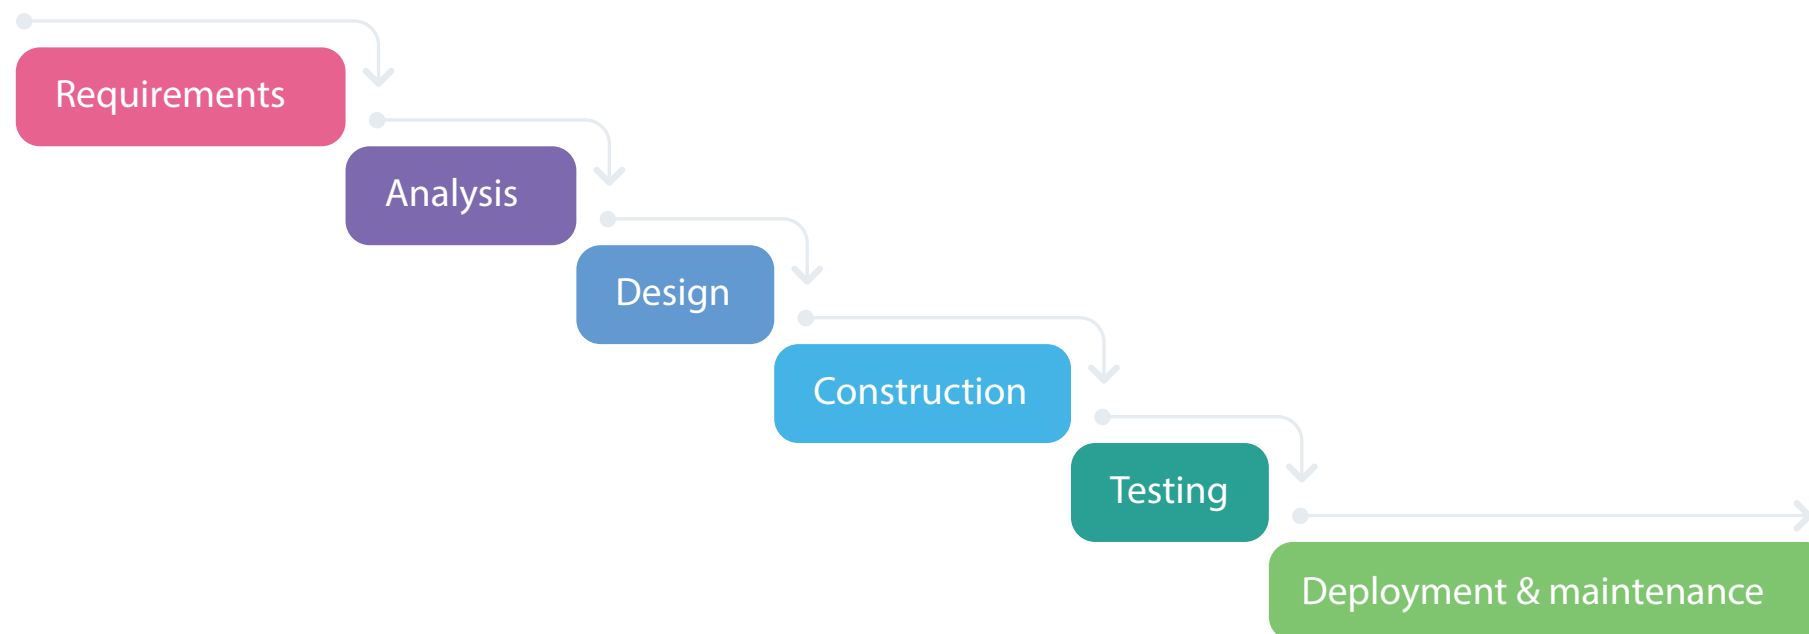 Requirements
Analysis
Design
Construction
Testing
Deployment & maintenance